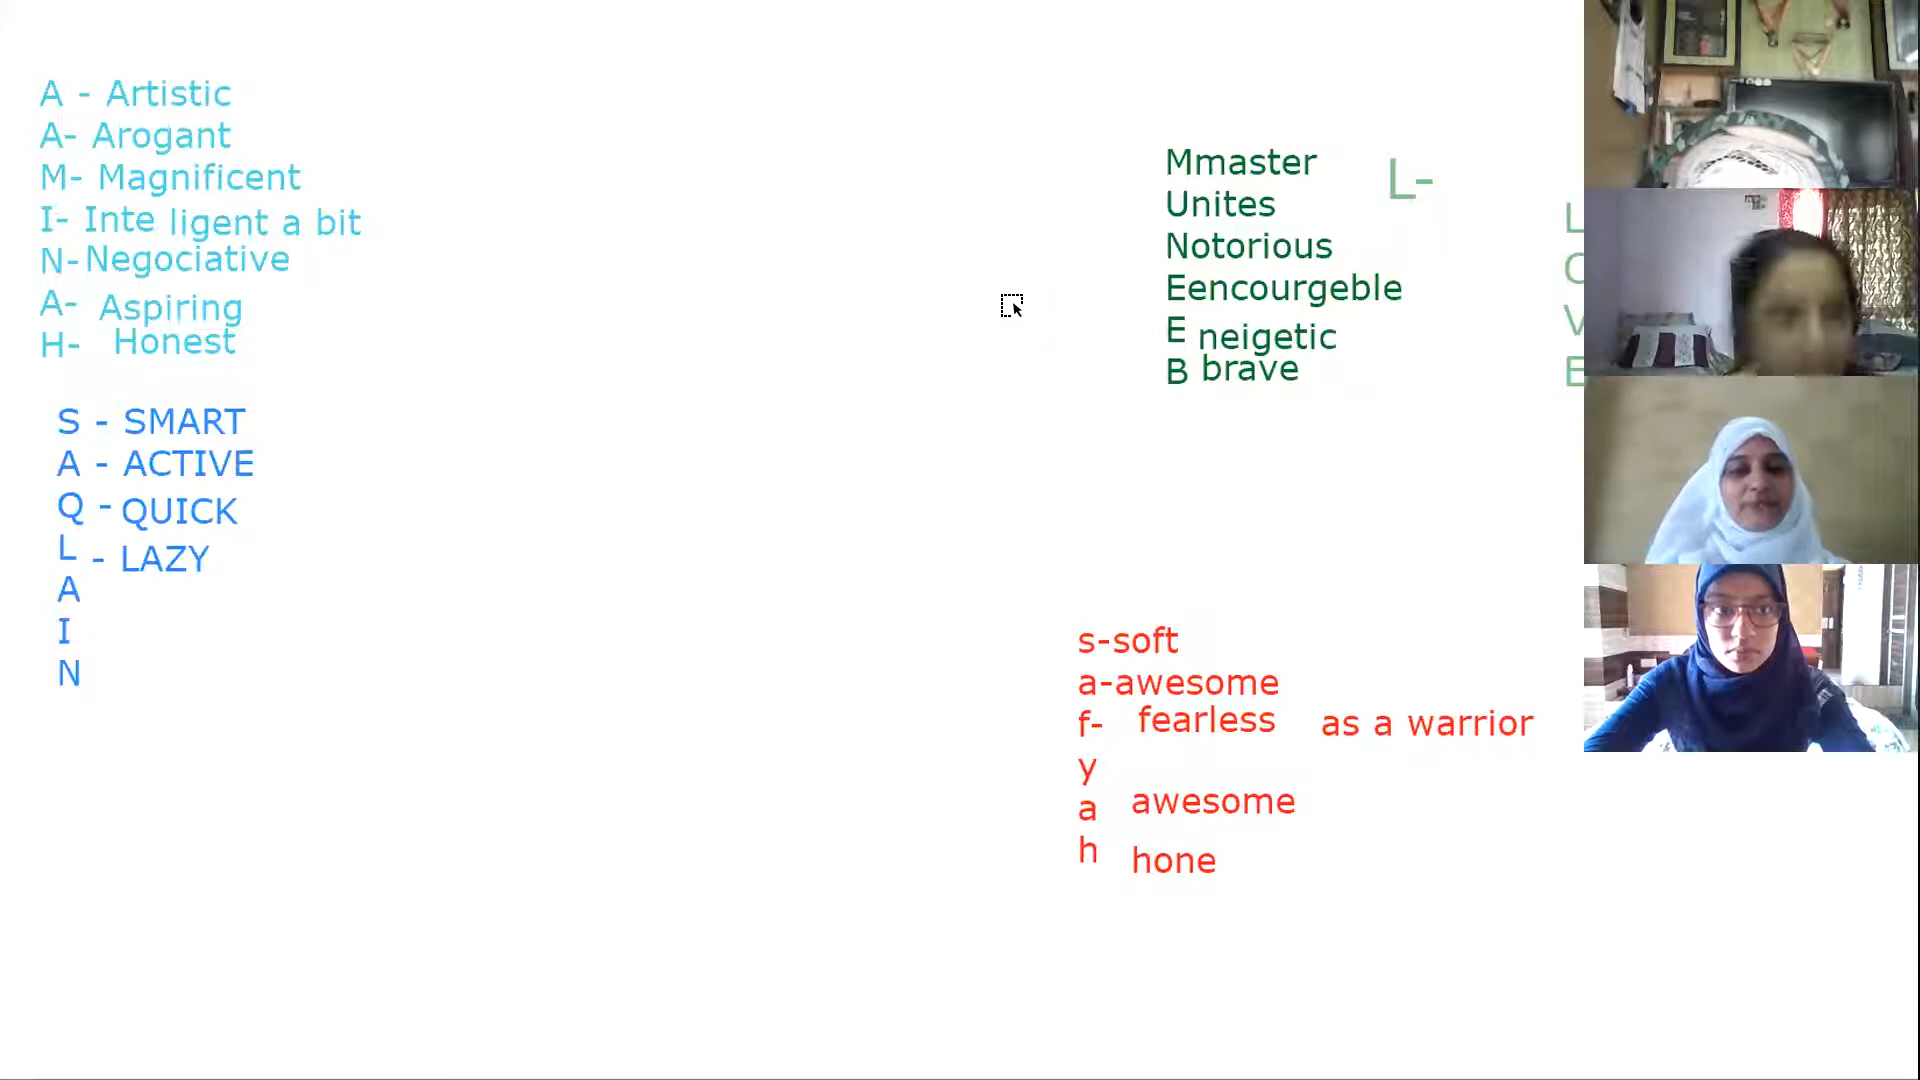 A - Artistic
A- Arogant
M- Magnificent
I- Inte ligent a bit
N- Negociative
A- Aspiring
H- Honest
S - SMART
A - ACTIVE
Q - QUICK
L - LAZY
A
I
N
Mmaster
Unites
Notorious
Eencourgeble
E neigetic
B brave
L-
L
V
E
s-soft
a-awesome
f- fearless as a warrior
y
a awesome
h hone